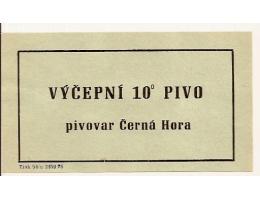 VÝČEPNÍ 10° PIVO
pivovar Černá Hora